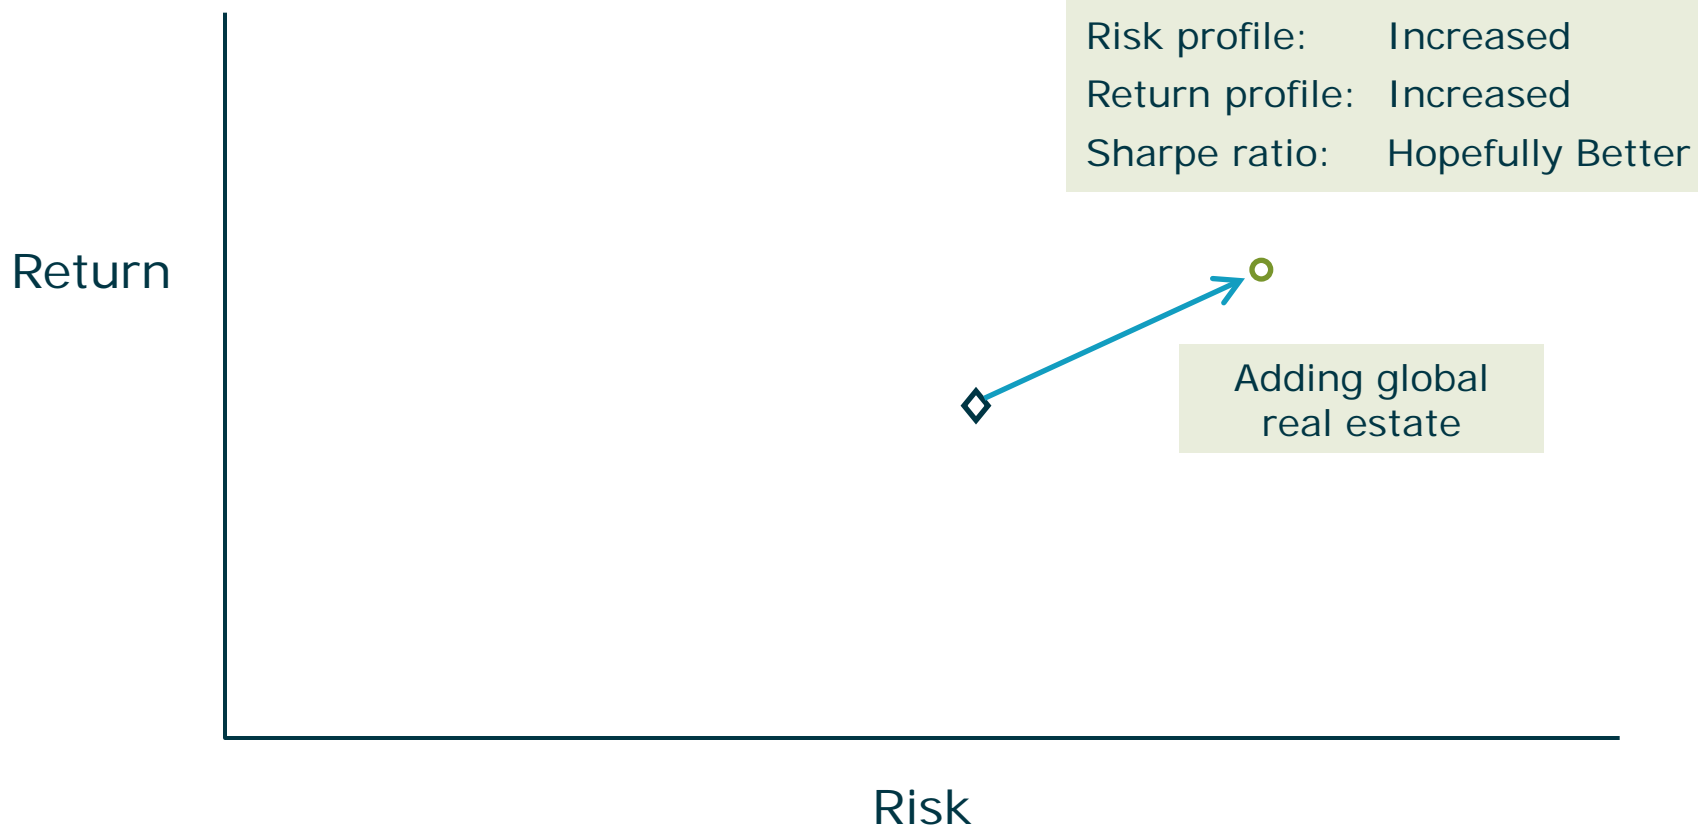 Risk profile: Increased
Return profile: Increased
Sharpe ratio: Hopefully Better
Return
Adding global
real estate
Risk